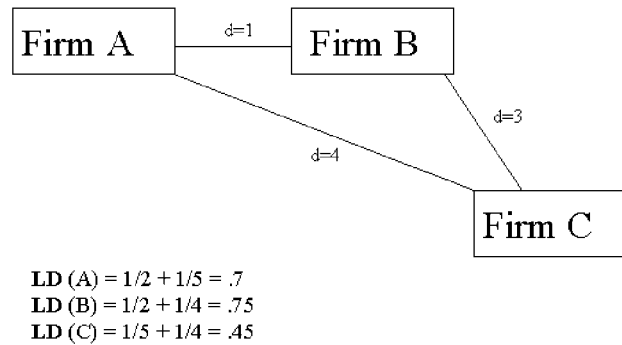 Firm A
d=1
Firm B
d=3
d=4
Firm C
LD (A) = 1/2 + 1/5 = .7
LD (B) = 1/2 + 1/4 = .75
LD (C) = 1/5 + 1/4 = .45